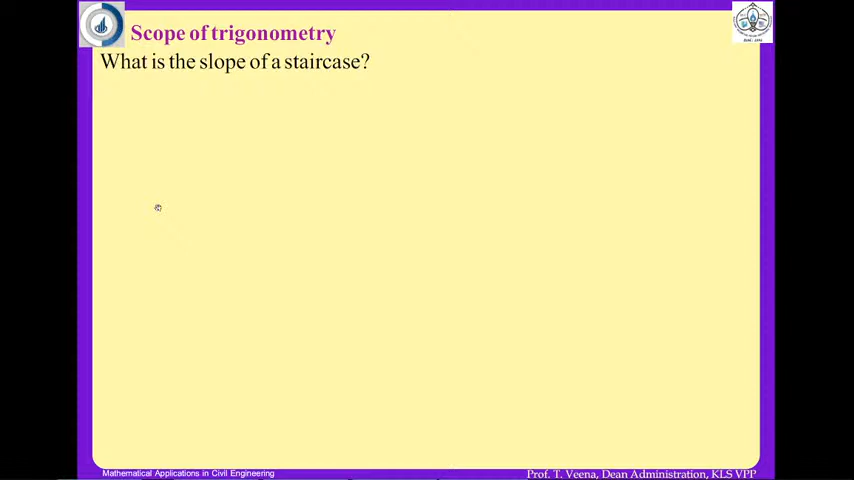 Scope of trigonometry
What is the slope of a staircase?
Mathematical Applications in Civil Engineering
Prof. T. Veena, Dean Administration, KLS VPP